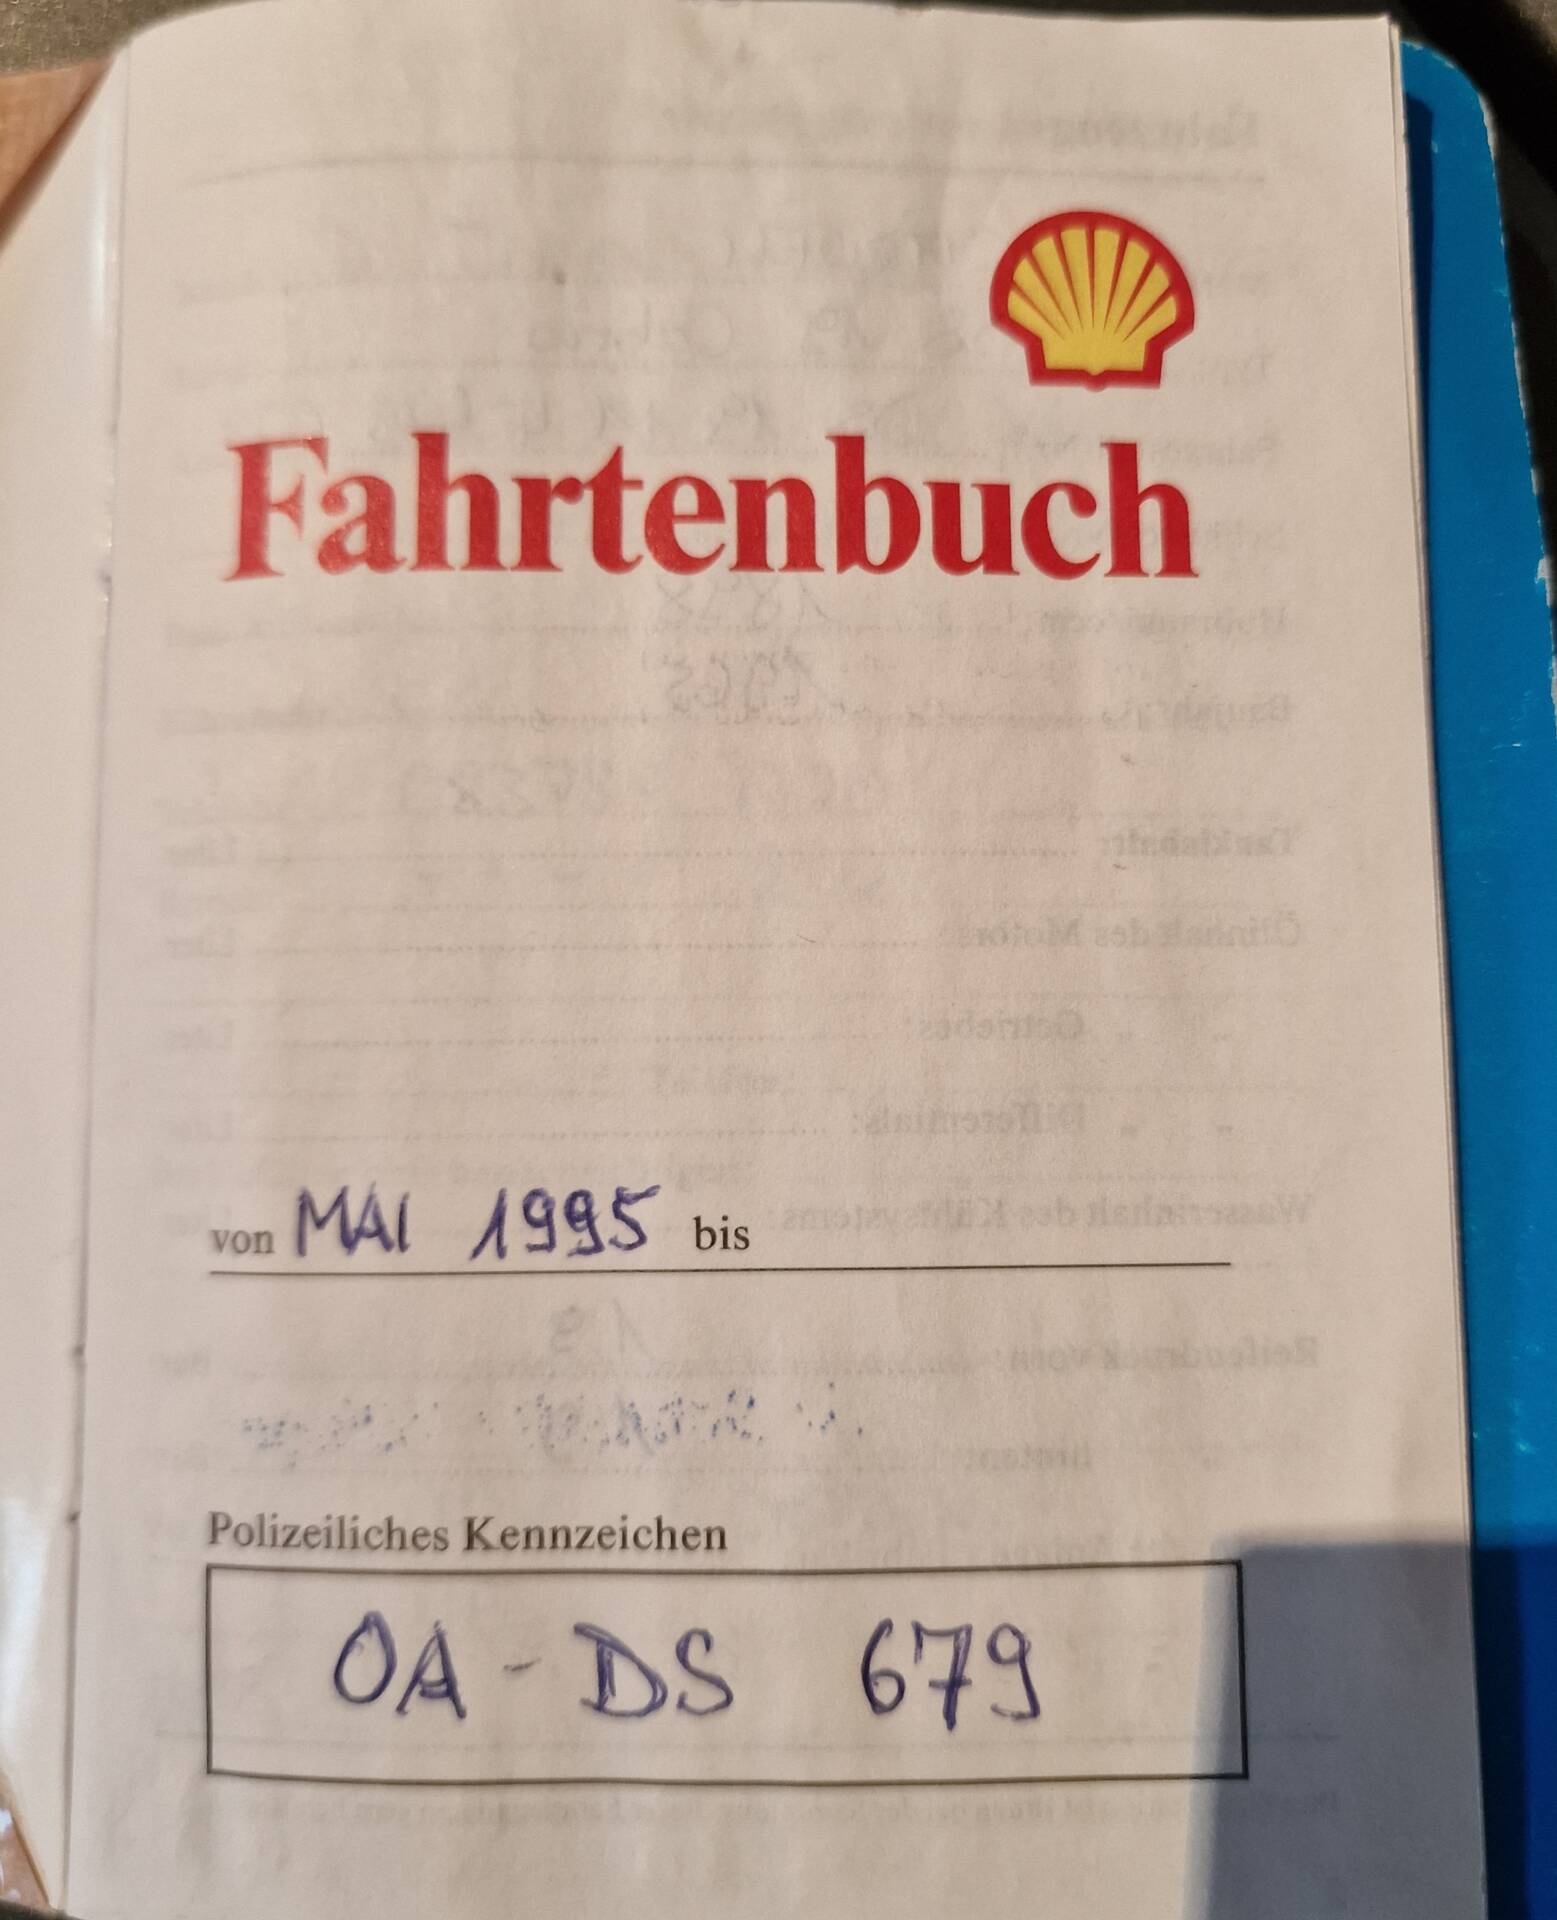 Fahrtenbuch
von MAI 1995 bis
Polizeiliches Kennzeichen
OA - DS 679